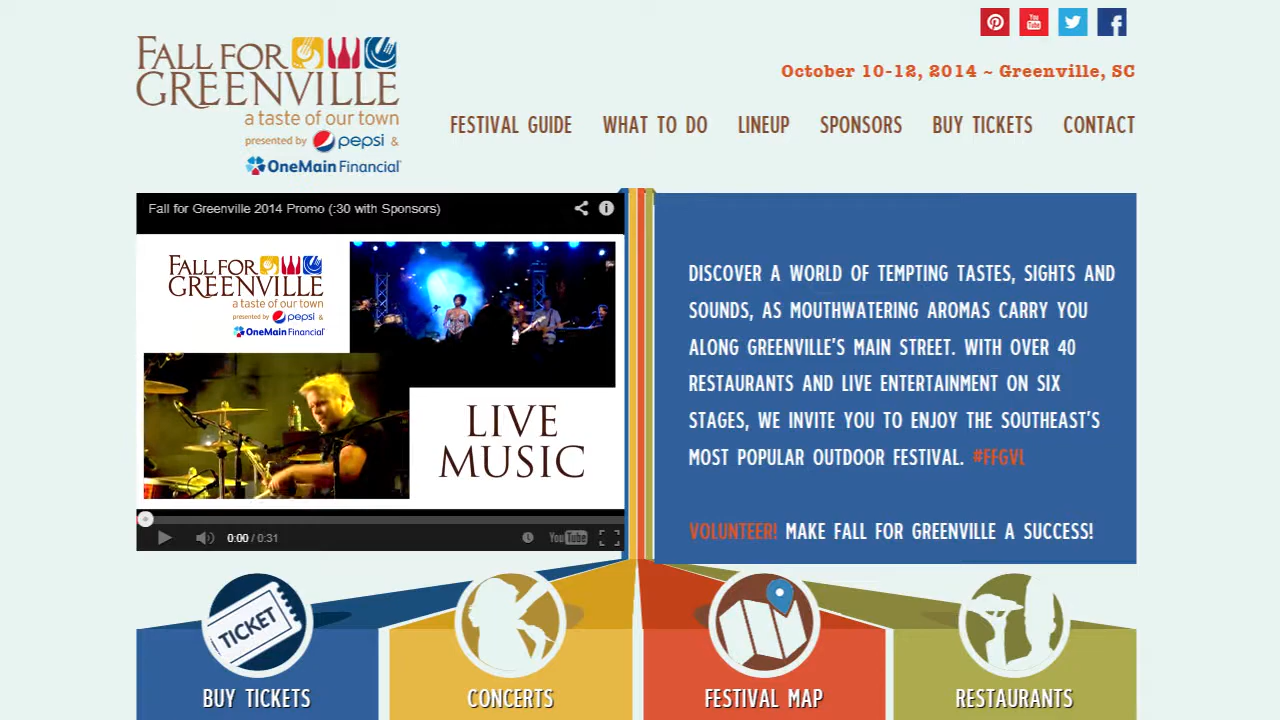 FALL FOR
GREENVILLE
a taste of our town
presented by pepsi &
OneMain Financial
You Tube
October 10-12, 2014 ~ Greenville, SC
FESTIVAL GUIDE WHAT TO DO LINEUP SPONSORS BUY TICKETS CONTACT
Fall for Greenville 2014 Promo (:30 with Sponsors)
FALL FOR
GREENVILLE
a taste of our town
presented by pepsi &
OneMain Financial
LIVE
MUSIC
0:00 / 0:31
YouTube
DISCOVER A WORLD OF TEMPTING TASTES, SIGHTS AND
SOUNDS, AS MOUTHWATERING AROMAS CARRY YOU
ALONG GREENVILLE'S MAIN STREET. WITH OVER 40
RESTAURANTS AND LIVE ENTERTAINMENT ON SIX
STAGES, WE INVITE YOU TO ENJOY THE SOUTHEAST'S
MOST POPULAR OUTDOOR FESTIVAL. #FFGVL
VOLUNTEER! MAKE FALL FOR GREENVILLE A SUCCESS!
TICKET
BUY TICKETS
CONCERTS
FESTIVAL MAP
RESTAURANTS